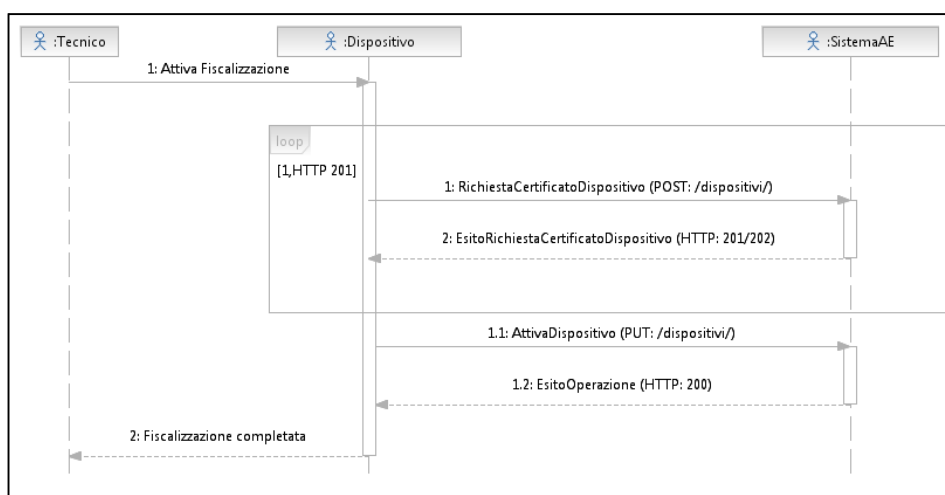 :Tecnico
:Dispositivo
:SistemaAE
1: Attiva Fiscalizzazione
loop
[1,HTTP 201]
1: RichiestaCertificatoDispositivo (POST: /dispositivi/)
2: EsitoRichiestaCertificatoDispositivo (HTTP: 201/202)
1.1: AttivaDispositivo (PUT: /dispositivi/)
1.2: EsitoOperazione (HTTP: 200)
2: Fiscalizzazione completata